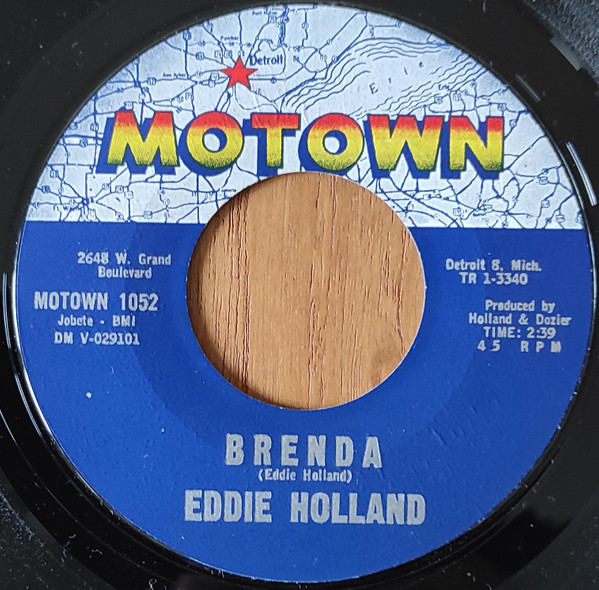 Detroit
Erie
MOTOWN
2648 W. Grand
Boulevard
MOTOWN 1052
Jobete - BMI
DM V-029101
Detroit 8, Mich.
TR 1-3340
Produced by
Holland & Dozier
TIME: 2:39
45 RPM
BRENDA
(Eddie Holland)
EDDIE HOLLAND